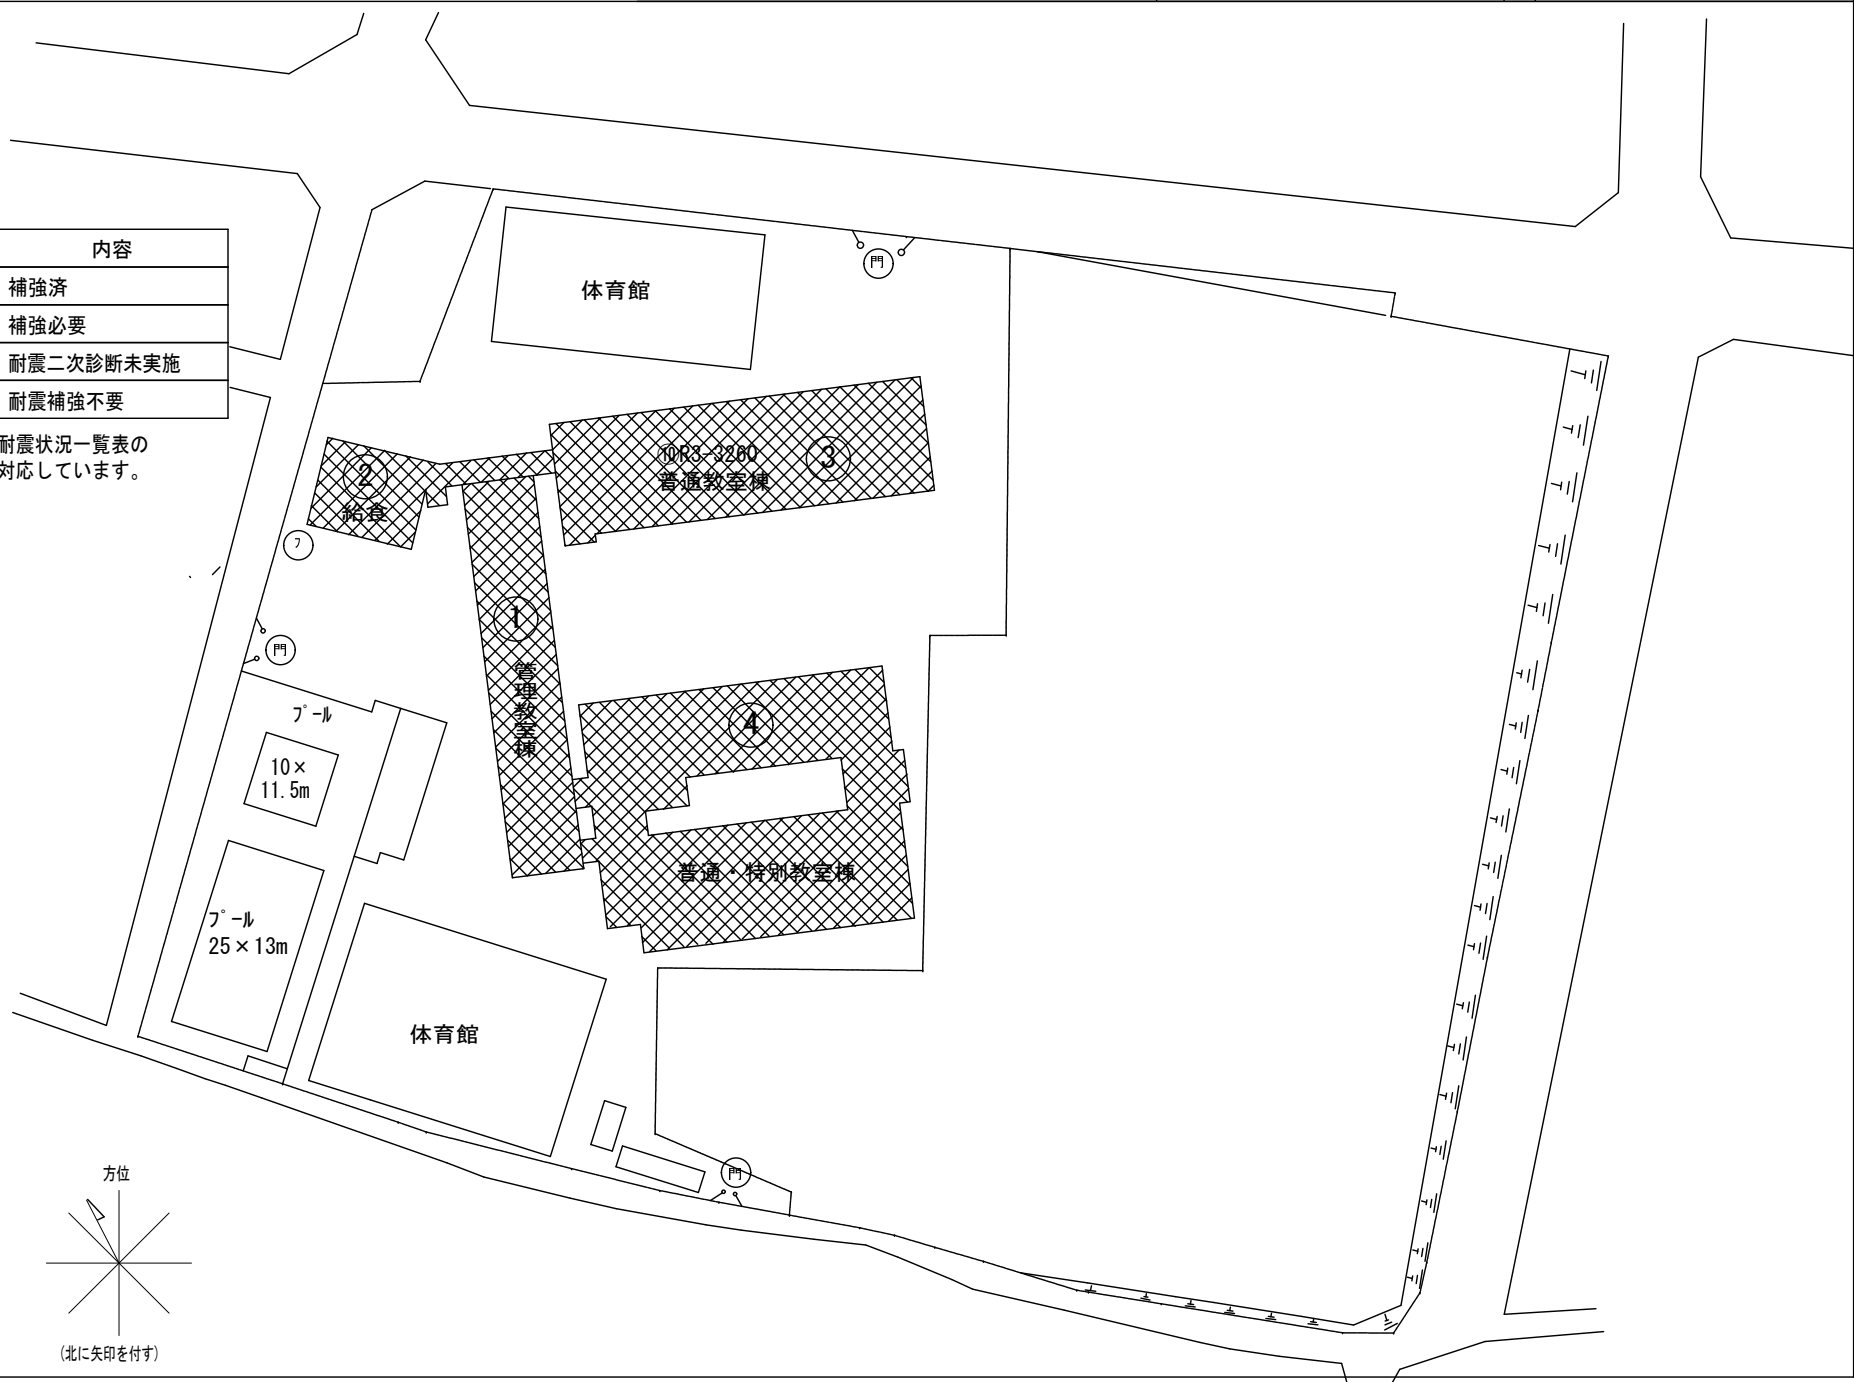 内容
補強済
補強必要
耐震二次診断未実施
耐震補強不要
耐震状況一覧表の
対応しています。
体育館
門
②
給食
⑩R3-3260
普通教室棟
③
ﾌ
①
管理教室棟
門
ﾌﾟｰﾙ
10×
11.5m
④
普通・特別教室棟
ﾌﾟｰﾙ
25×13m
体育館
門
方位
(北に矢印を付す)